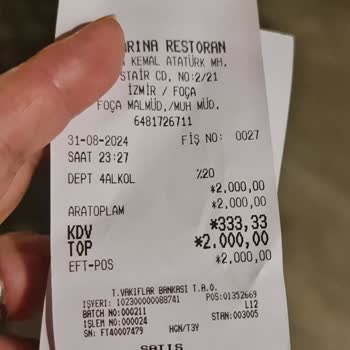 ARINA RESTORAN
KEMAL ATATÜRK MH.
STAİR CD. NO:2/21
İZMİR / FOÇA
FOÇA MALMÜD./MUH MÜD.
6481726711
31-08-2024 FİŞ NO: 0027
SAAT 23:27
DEPT 4ALKOL %20 *2.000,00
ARATOPLAM *2.000,00
KDV *333,33
TOP *2.000,00
EFT-POS *2.000,00
T.VAKIFLAR BANKASI T.A.O.
İŞYERİ: 102300000088741 POS:01352669
BATCH NO:000211 L12
İŞLEM NO:000024 STAN:003005
SN: FT40007479 HGN/T3V
SATIŞ